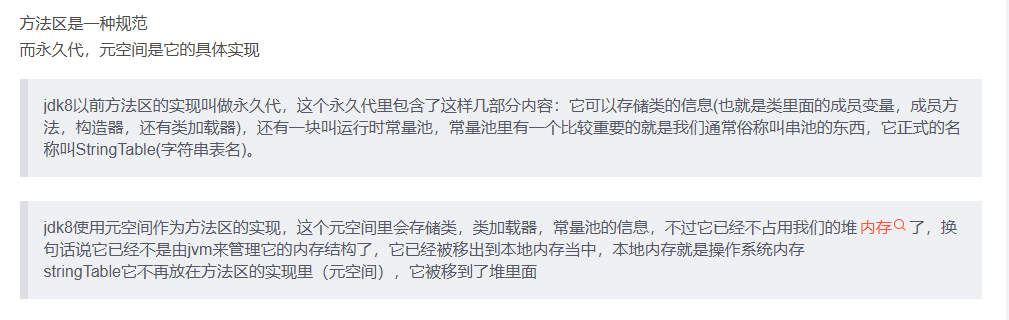 方法区是一种规范
而永久代，元空间是它的具体实现
jdk8以前方法区的实现叫做永久代，这个永久代里包含了这样几部分内容：它可以存储类的信息(也就是类里面的成员变量，成员方
法，构造器，还有类加载器)，还有一块叫运行时常量池，常量池里有一个比较重要的就是我们通常俗称叫串池的东西，它正式的名
称叫StringTable(字符串表名)。
jdk8使用元空间作为方法区的实现，这个元空间里会存储类，类加载器，常量池的信息，不过它已经不占用我们的堆内存了，换
句话说它已经不是由jvm来管理它的内存结构了，它已经被移出到本地内存当中，本地内存就是操作系统内存
stringTable它不再放在方法区的实现里（元空间），它被移到了堆里面